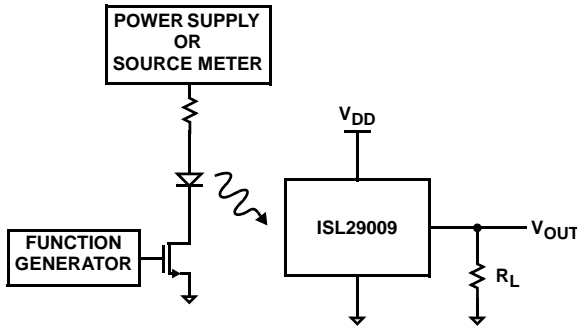 POWER SUPPLY
OR
SOURCE METER
VDD
ISL29009
VOUT
FUNCTION
GENERATOR
RL